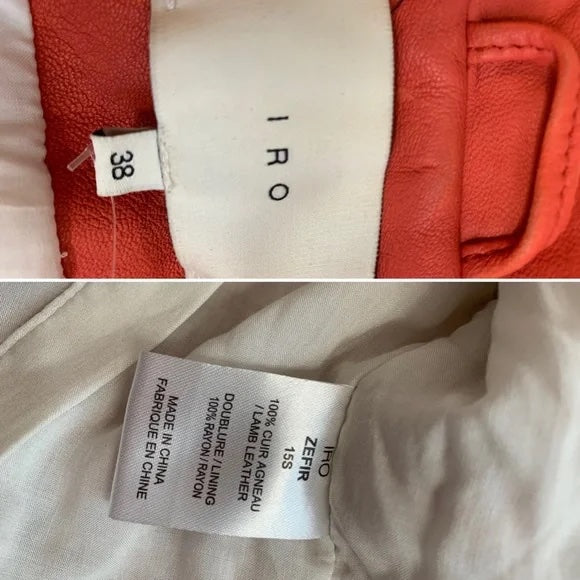 IRO
38
IRO
ZEFIR
15S
100% CUIR AGNEAU
/ LAMB LEATHER
DOUBLURE / LINING
100% RAYON/RAYON
MADE IN CHINA
FABRIQUE EN CHINE